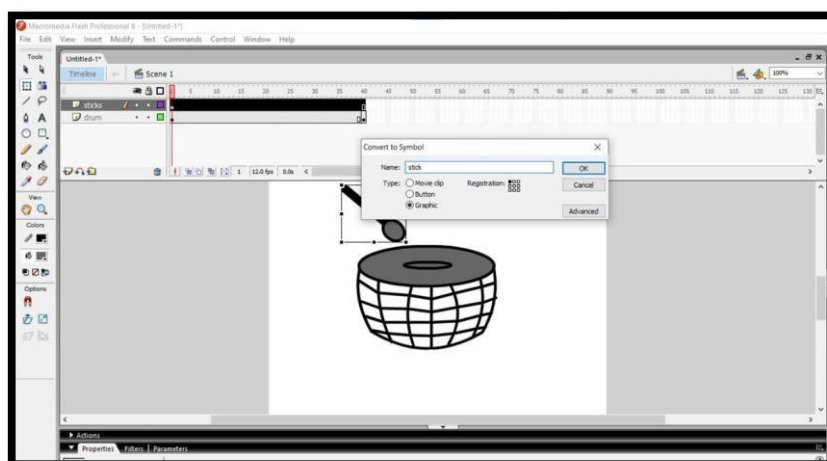 Macromedia Flash Professional 8 - [Untitled-1*]
File Edit View Insert Modify Text Commands Control Window Help
Tools
Untitled-1*
Timeline
Scene 1
100%
5 10 15 20 25 30 35 40 45 50 55 60 65 70 75 80 85 90 95 100 105 110 115 120 125 130
sticks
drum
1 12.0 fps 0.0s
View
Colors
Options
Convert to Symbol
Name: stick
OK
Type: Movie clip Registration:
Cancel
Button
Graphic
Advanced
Actions
Properties Filters Parameters